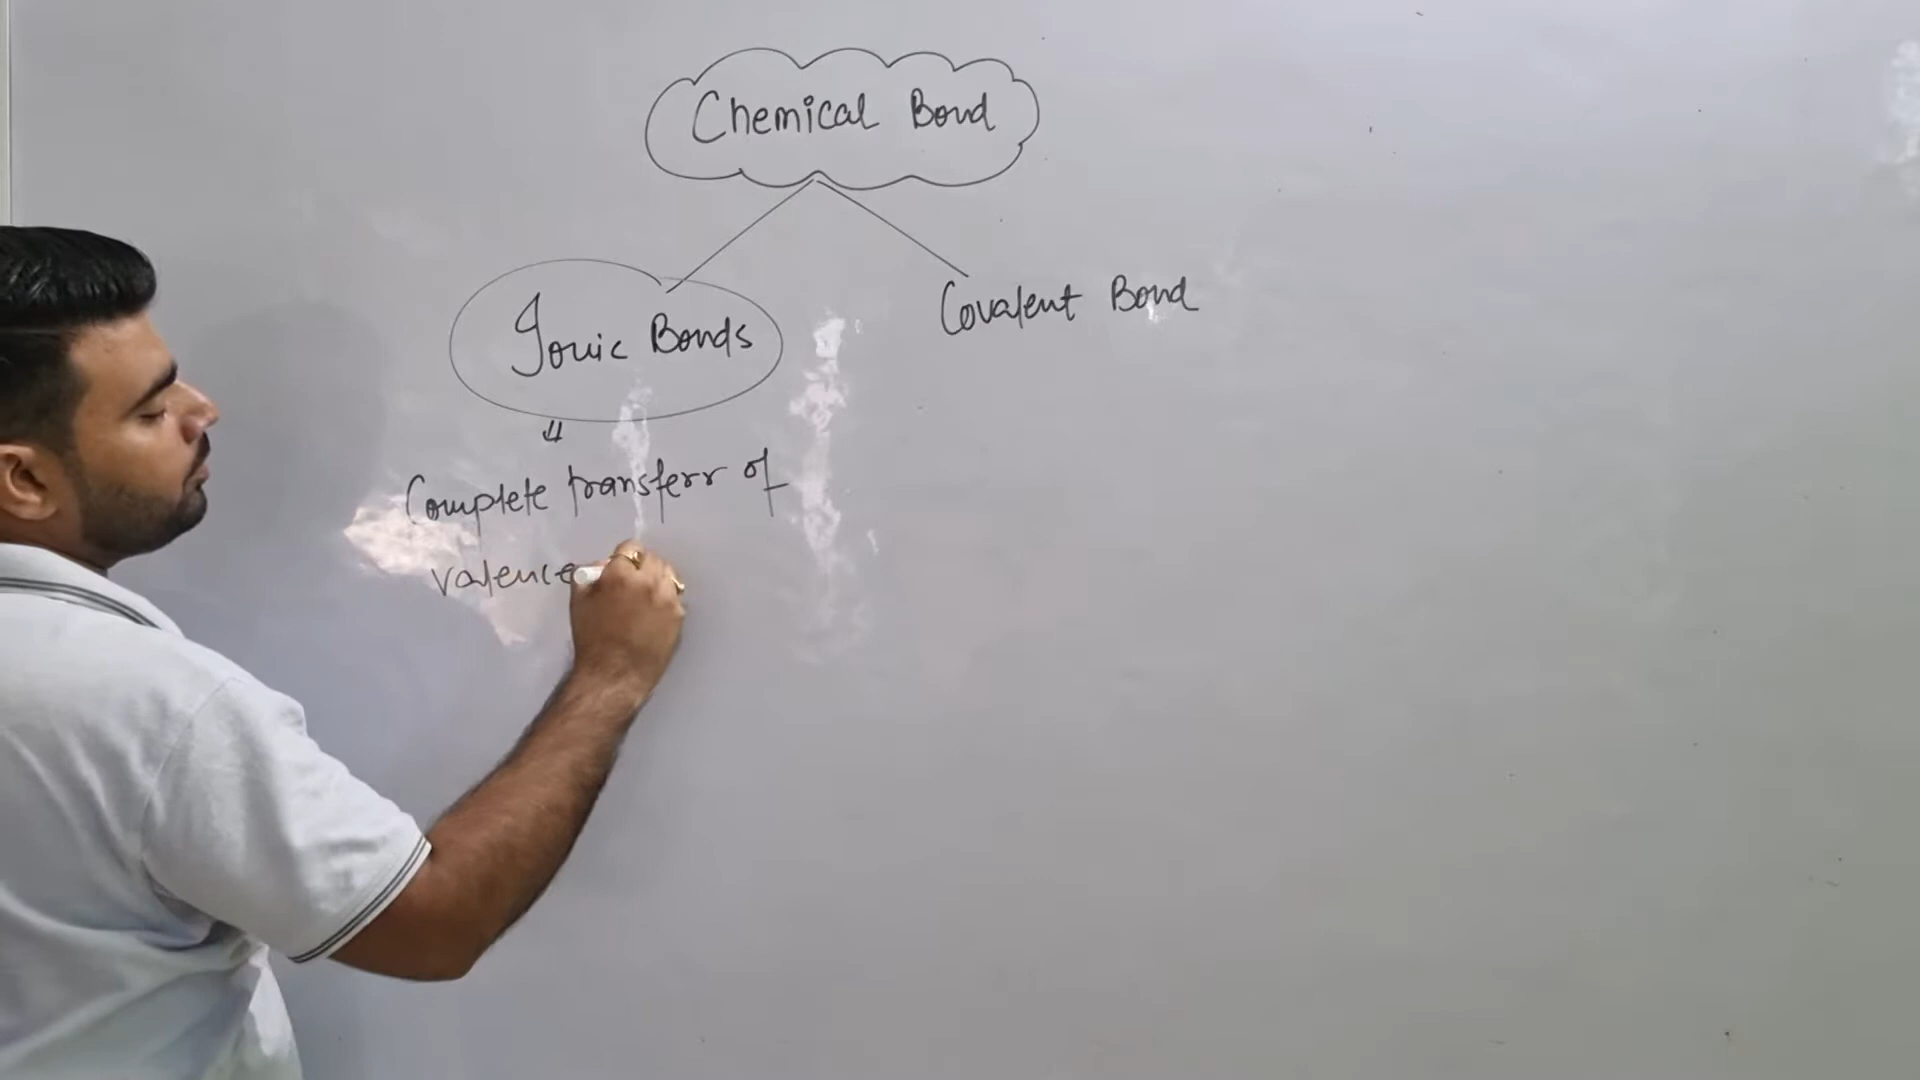 Chemical Bond
Ionic Bonds
Covalent Bond
Complete transferr of
valence